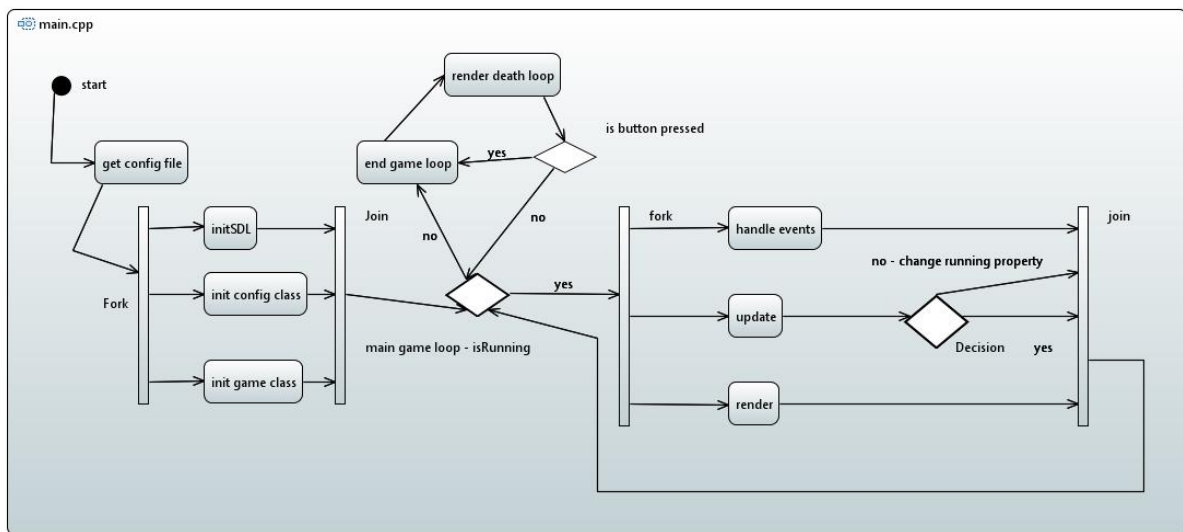 main.cpp
start
render death loop
is button pressed
get config file
end game loop
yes
initSDL
Join
no
no
fork
handle events
join
no - change running property
Fork
init config class
yes
update
main game loop - isRunning
Decision
yes
init game class
render